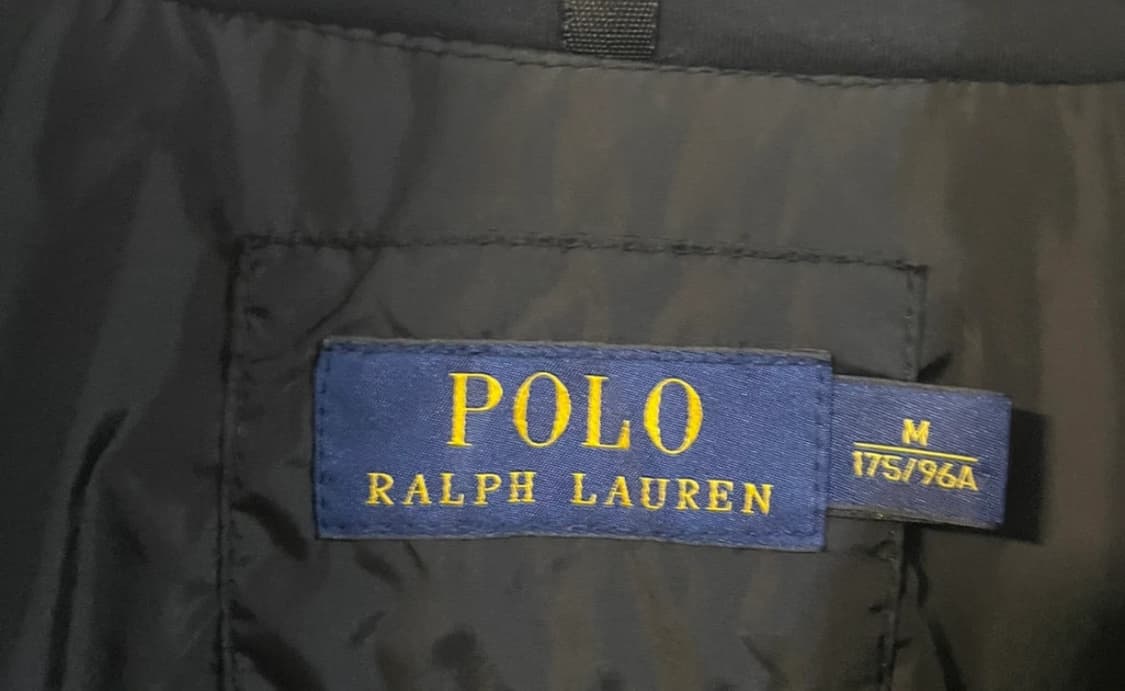 POLO
RALPH LAUREN
M
175/96A